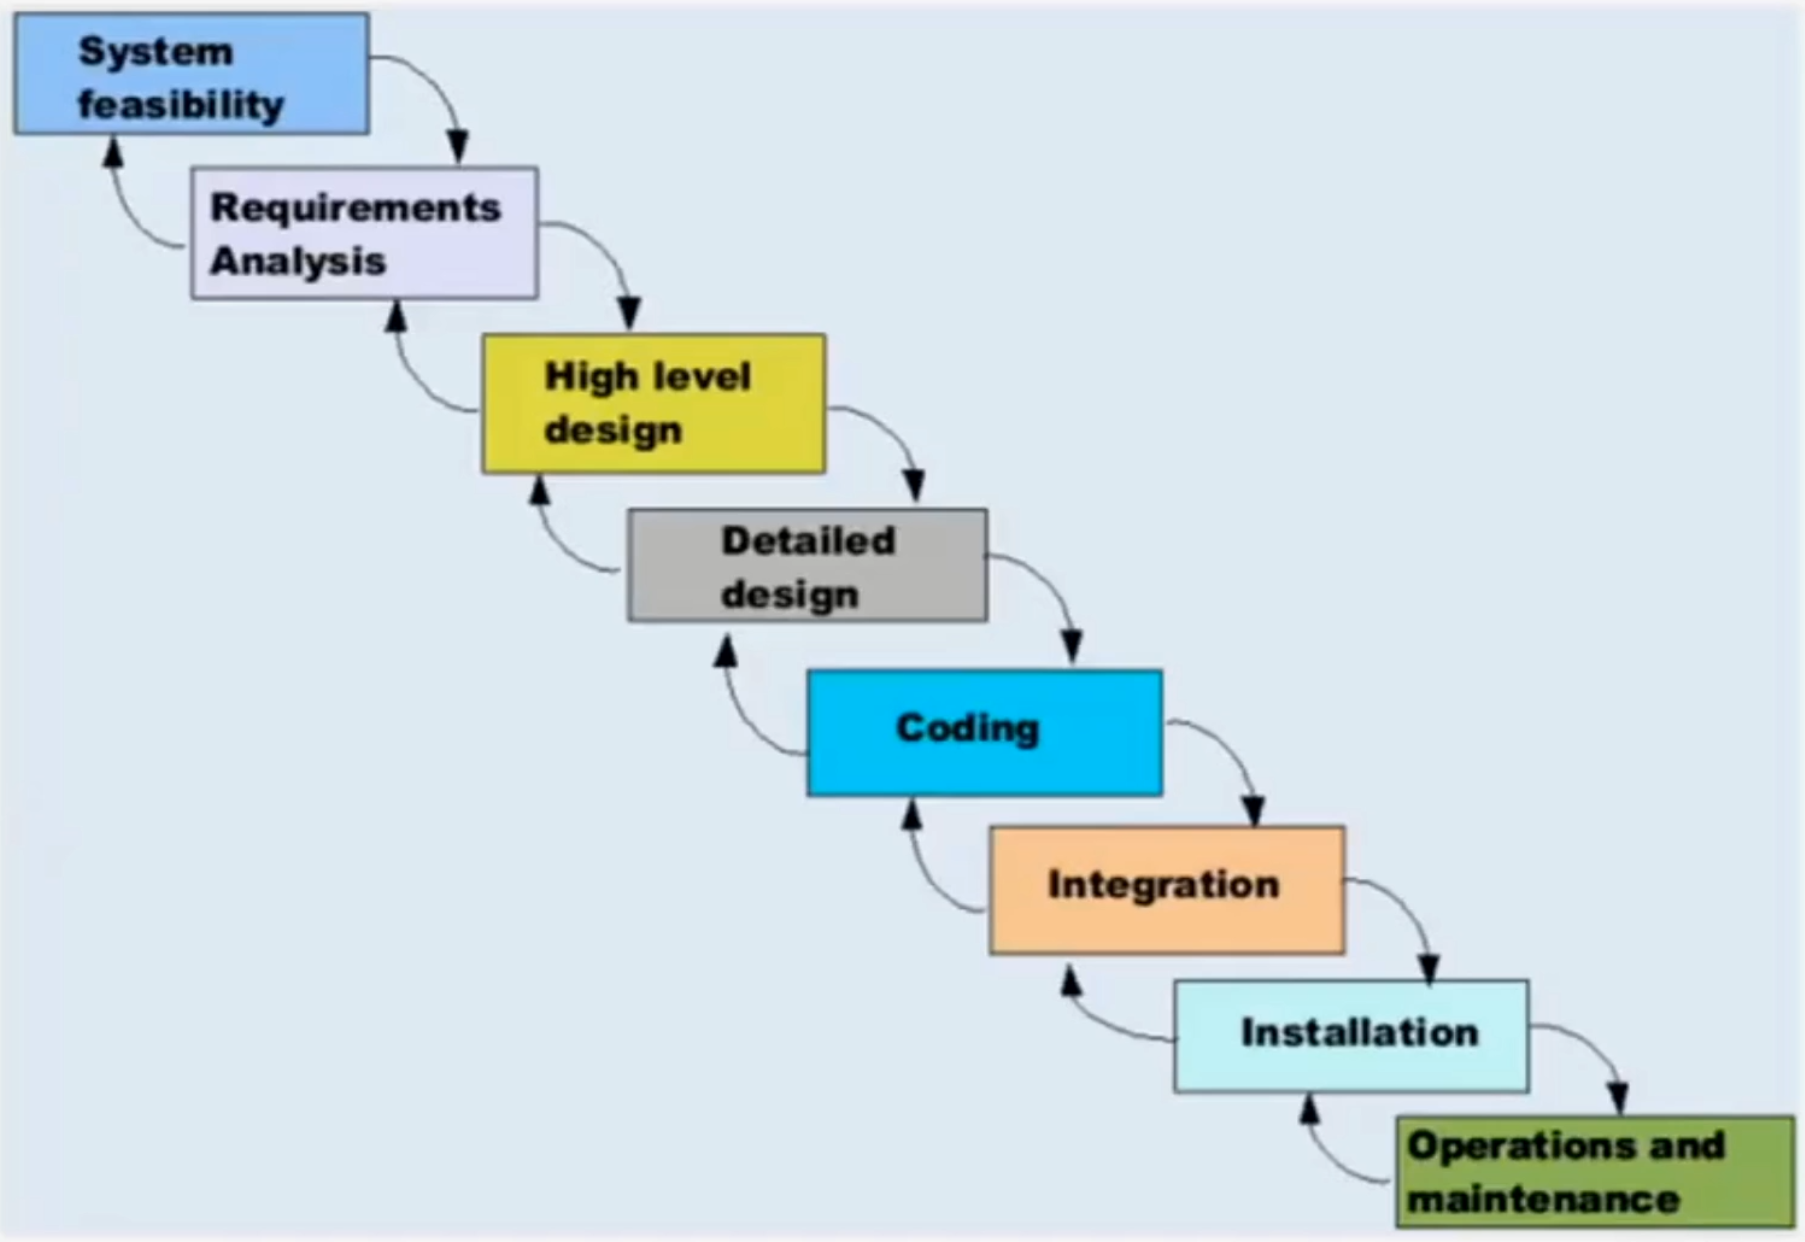 System
feasibility
Requirements
Analysis
High level
design
Detailed
design
Coding
Integration
Installation
Operations and
maintenance